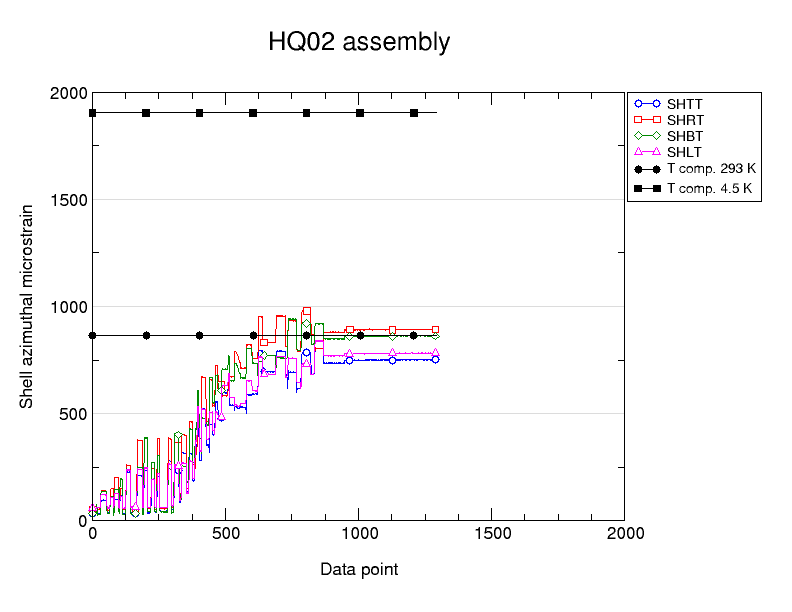 HQ02 assembly
2000
1500
1000
500
0
Shell azimuthal microstrain
0 500 1000 1500 2000
Data point
SHTT
SHRT
SHBT
SHLT
T comp. 293 K
T comp. 4.5 K